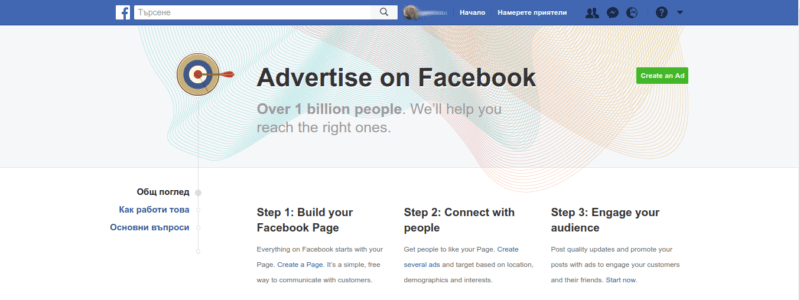 f
Търсене
Начало
Намерете приятели
?
Advertise on Facebook
Create an Ad
Over 1 billion people. We’ll help you
reach the right ones.
Общ поглед
Как работи това
Основни въпроси
Step 1: Build your
Facebook Page
Everything on Facebook starts with your
Page. Create a Page. It’s a simple, free
way to communicate with customers.
Step 2: Connect with
people
Get people to like your Page. Create
several ads and target based on location,
demographics and interests.
Step 3: Engage your
audience
Post quality updates and promote your
posts with ads to engage your customers
and their friends. Start now.